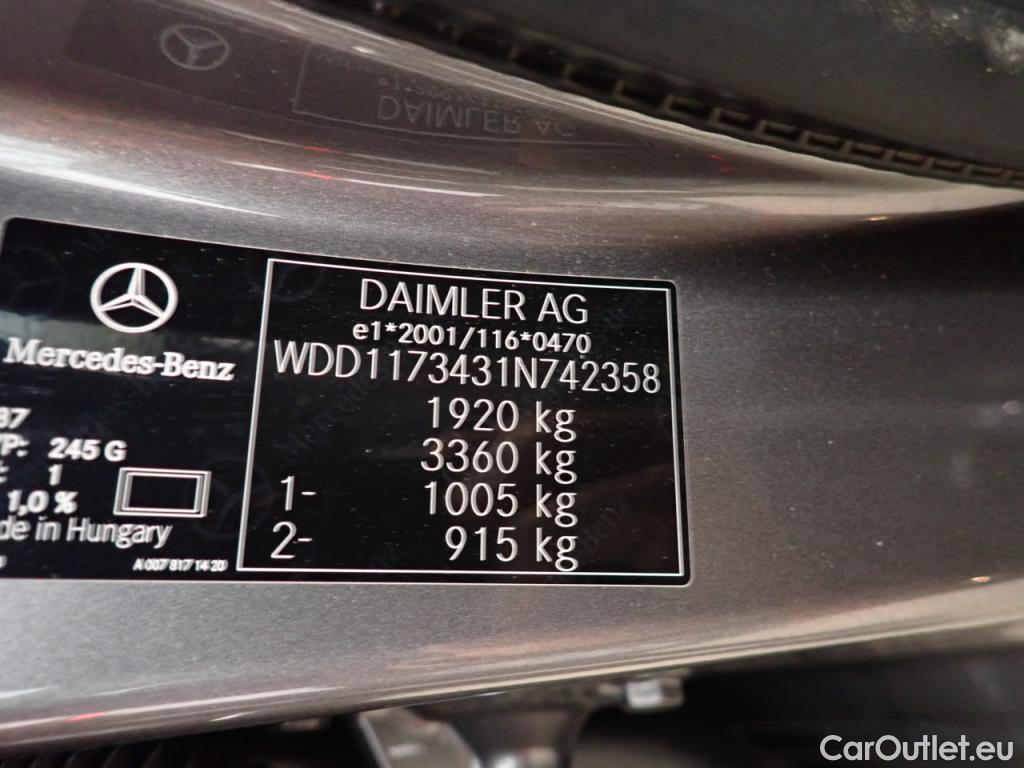 DAIMLER AG
Mercedes-Benz
37
P: 245 G
: 1
1,0 %
de in Hungary
A 007 817 14 20
DAIMLER AG
e1*2001/116*0470
WDD1173431N742358
1920 kg
3360 kg
1- 1005 kg
2- 915 kg
CarOutlet.eu